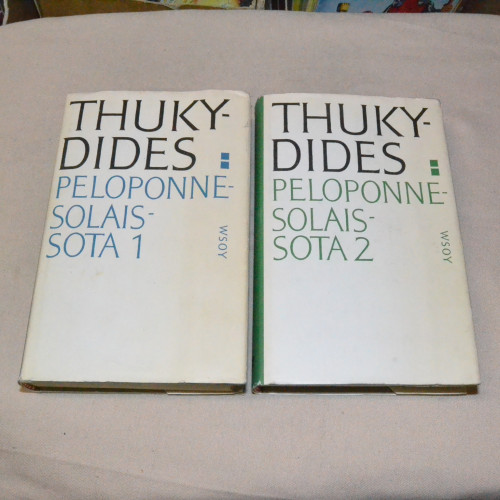 THUKY-
DIDES:
PELOPONNE-
SOLAIS-
SOTA 1
WSOY
THUKY-
DIDES:
PELOPONNE-
SOLAIS-
SOTA 2
WSOY